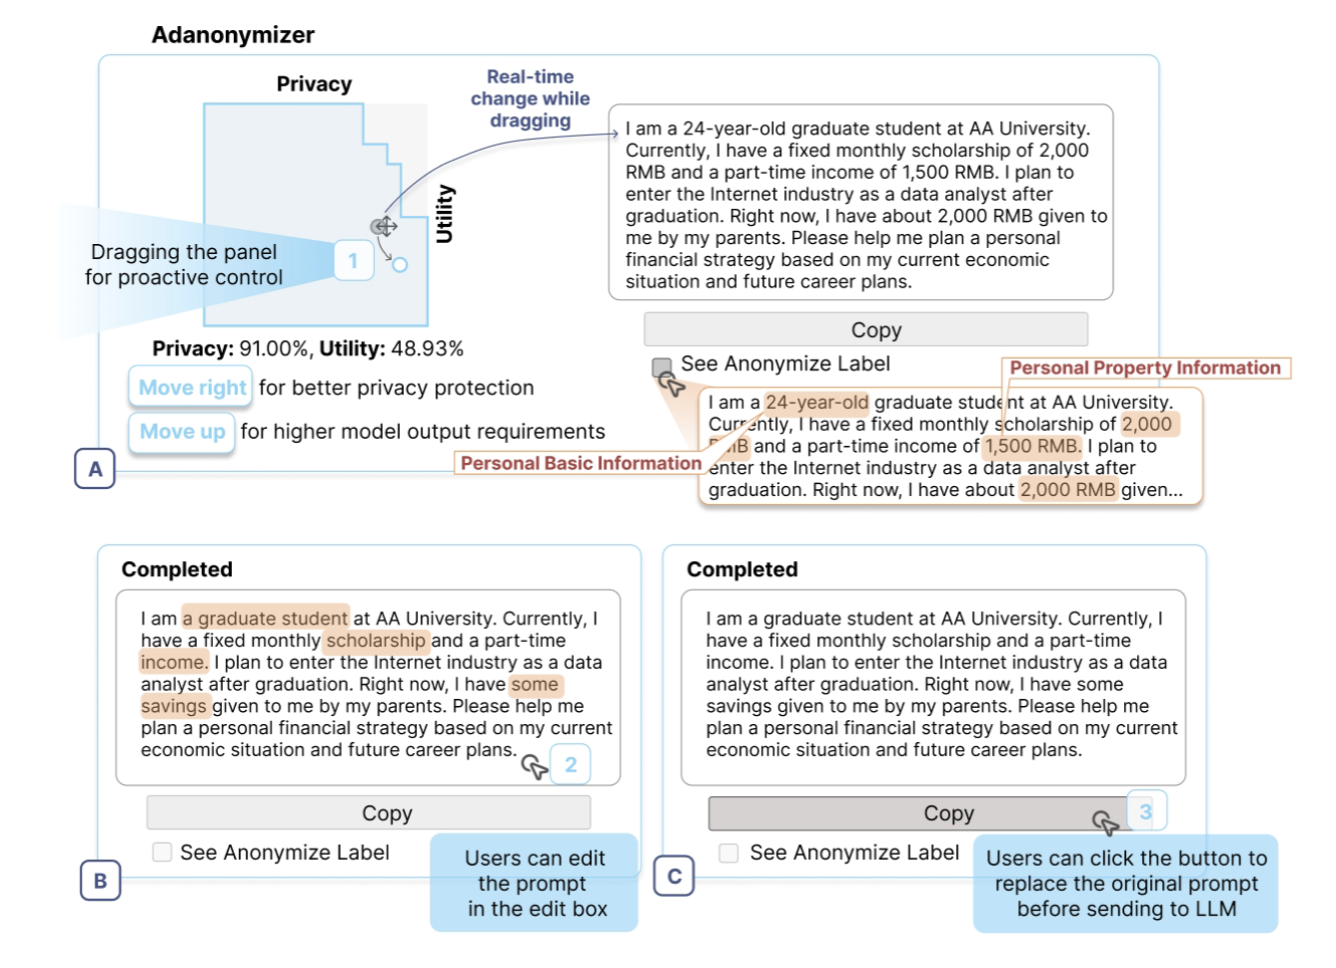 Adanonymizer
Privacy
Utility
Real-time
change while
dragging
Dragging the panel
for proactive control
1
Privacy: 91.00%, Utility: 48.93%
Move right for better privacy protection
Move up for higher model output requirements
A
I am a 24-year-old graduate student at AA University.
Currently, I have a fixed monthly scholarship of 2,000
RMB and a part-time income of 1,500 RMB. I plan to
enter the Internet industry as a data analyst after
graduation. Right now, I have about 2,000 RMB given to
me by my parents. Please help me plan a personal
financial strategy based on my current economic
situation and future career plans.
Copy
See Anonymize Label
Personal Property Information
I am a 24-year-old graduate student at AA University.
Currently, I have a fixed monthly scholarship of 2,000
RMB and a part-time income of 1,500 RMB. I plan to
enter the Internet industry as a data analyst after
graduation. Right now, I have about 2,000 RMB given...
Personal Basic Information
Completed
I am a graduate student at AA University. Currently, I
have a fixed monthly scholarship and a part-time
income. I plan to enter the Internet industry as a data
analyst after graduation. Right now, I have some
savings given to me by my parents. Please help me
plan a personal financial strategy based on my current
economic situation and future career plans.
2
Copy
See Anonymize Label
B
Users can edit
the prompt
in the edit box
Completed
I am a graduate student at AA University. Currently, I
have a fixed monthly scholarship and a part-time
income. I plan to enter the Internet industry as a data
analyst after graduation. Right now, I have some
savings given to me by my parents. Please help me
plan a personal financial strategy based on my current
economic situation and future career plans.
Copy
3
See Anonymize Label
C
Users can click the button to
replace the original prompt
before sending to LLM